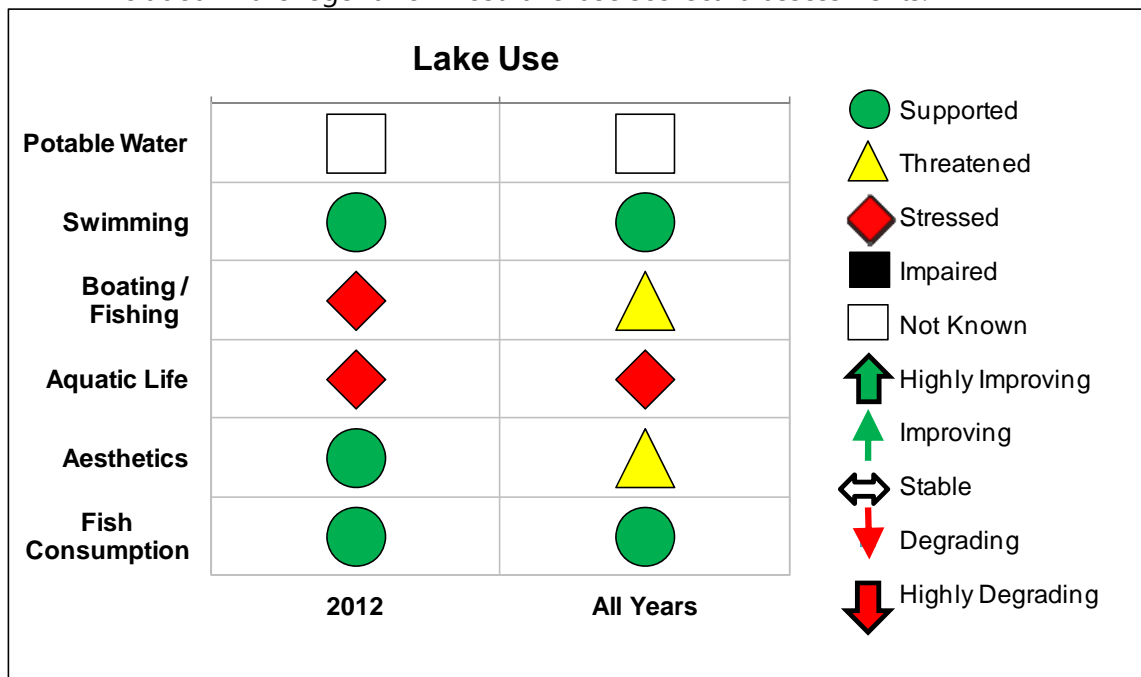 Lake Use
Potable Water
Swimming
Boating /
Fishing
Aquatic Life
Aesthetics
Fish
Consumption
2012
All Years
Supported
Threatened
Stressed
Impaired
Not Known
Highly Improving
Improving
Stable
Degrading
Highly Degrading